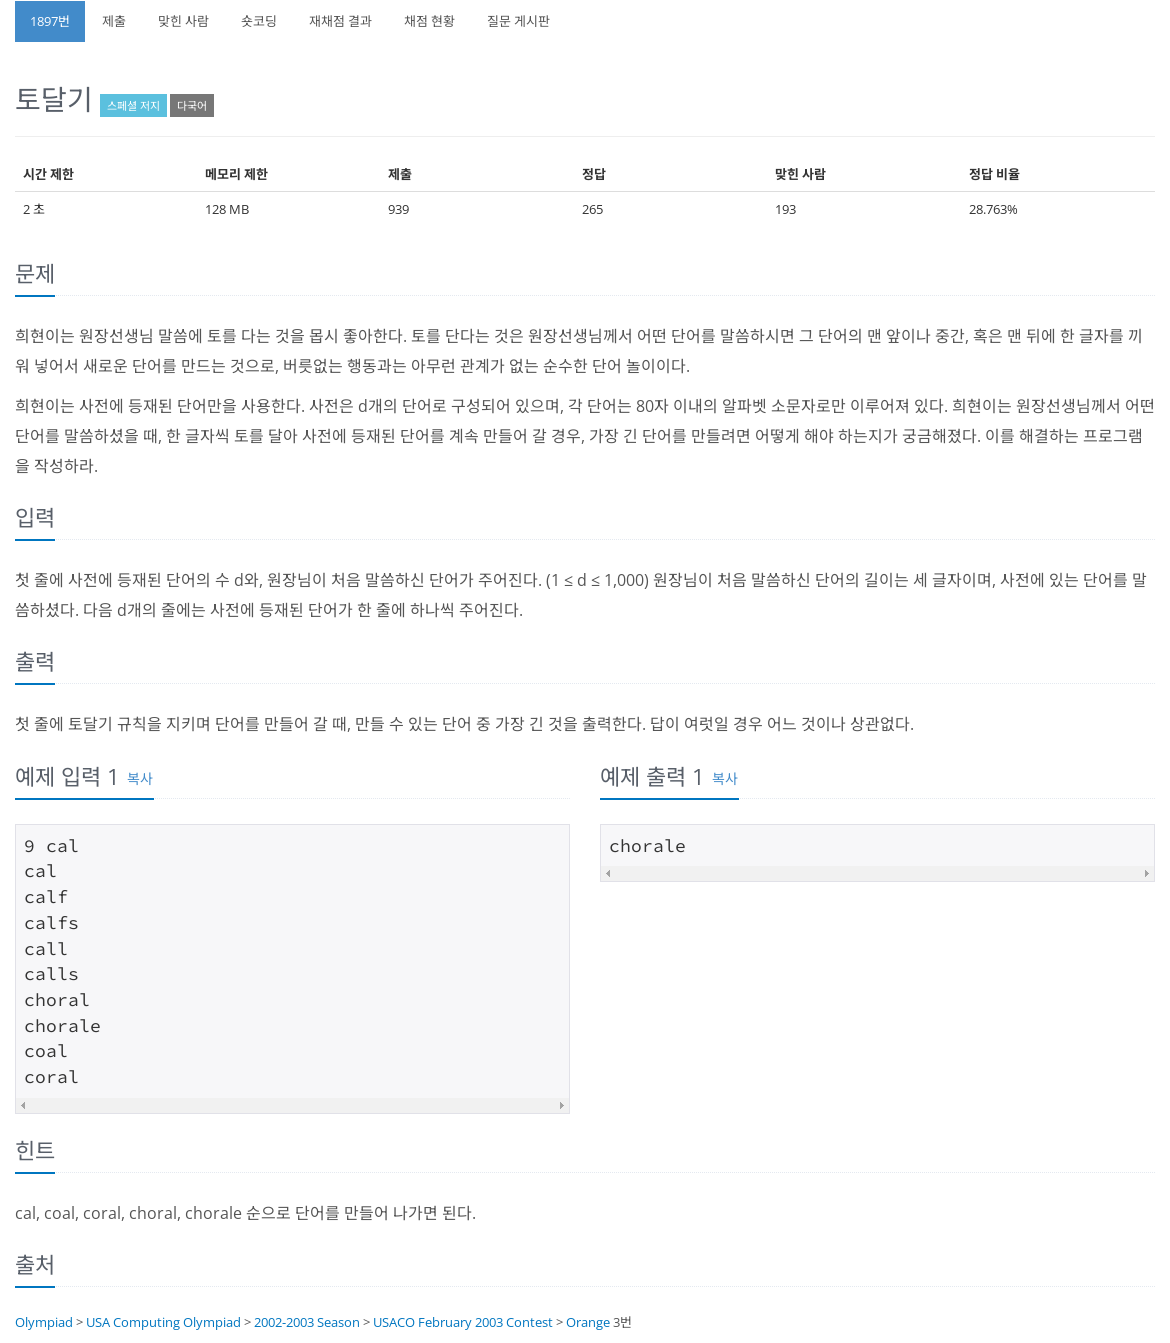 1897번 제출 맞힌 사람 숏코딩 재채점 결과 채점 현황 질문 게시판
토달기 스페셜 저지 다국어
시간 제한 메모리 제한 제출 정답 맞힌 사람 정답 비율
2 초 128 MB 939 265 193 28.763%
문제
희현이는 원장선생님 말씀에 토를 다는 것을 몹시 좋아한다. 토를 단다는 것은 원장선생님께서 어떤 단어를 말씀하시면 그 단어의 맨 앞이나 중간, 혹은 맨 뒤에 한 글자를 끼
워 넣어서 새로운 단어를 만드는 것으로, 버릇없는 행동과는 아무런 관계가 없는 순수한 단어 놀이이다.
희현이는 사전에 등재된 단어만을 사용한다. 사전은 d개의 단어로 구성되어 있으며, 각 단어는 80자 이내의 알파벳 소문자로만 이루어져 있다. 희현이는 원장선생님께서 어떤
단어를 말씀하셨을 때, 한 글자씩 토를 달아 사전에 등재된 단어를 계속 만들어 갈 경우, 가장 긴 단어를 만들려면 어떻게 해야 하는지가 궁금해졌다. 이를 해결하는 프로그램
을 작성하라.
입력
첫 줄에 사전에 등재된 단어의 수 d와, 원장님이 처음 말씀하신 단어가 주어진다. (1 ≤ d ≤ 1,000) 원장님이 처음 말씀하신 단어의 길이는 세 글자이며, 사전에 있는 단어를 말
씀하셨다. 다음 d개의 줄에는 사전에 등재된 단어가 한 줄에 하나씩 주어진다.
출력
첫 줄에 토달기 규칙을 지키며 단어를 만들어 갈 때, 만들 수 있는 단어 중 가장 긴 것을 출력한다. 답이 여럿일 경우 어느 것이나 상관없다.
예제 입력 1 복사
9 cal
cal
calf
calfs
call
calls
choral
chorale
coal
coral
예제 출력 1 복사
chorale
힌트
cal, coal, coral, choral, chorale 순으로 단어를 만들어 나가면 된다.
출처
Olympiad > USA Computing Olympiad > 2002-2003 Season > USACO February 2003 Contest > Orange 3번